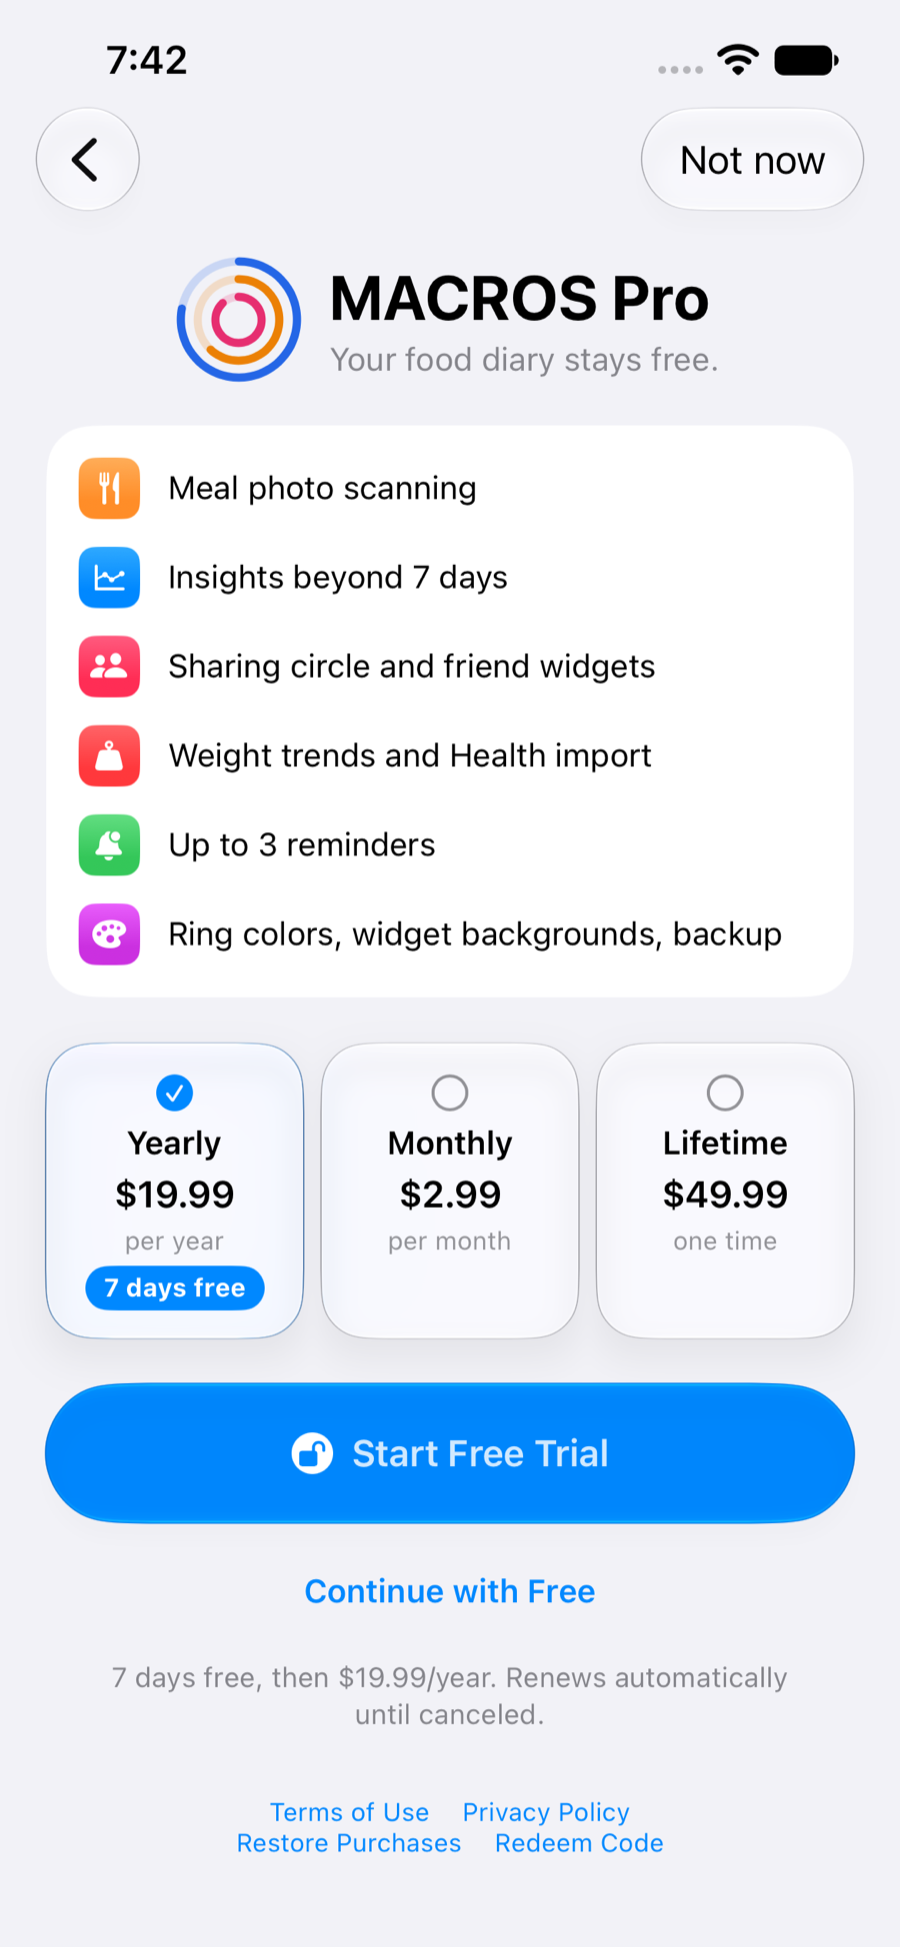 7:42
Not now
MACROS Pro
Your food diary stays free.
Meal photo scanning
Insights beyond 7 days
Sharing circle and friend widgets
Weight trends and Health import
Up to 3 reminders
Ring colors, widget backgrounds, backup
Yearly
$19.99
per year
7 days free
Monthly
$2.99
per month
Lifetime
$49.99
one time
Start Free Trial
Continue with Free
7 days free, then $19.99/year. Renews automatically
until canceled.
Terms of Use Privacy Policy
Restore Purchases Redeem Code